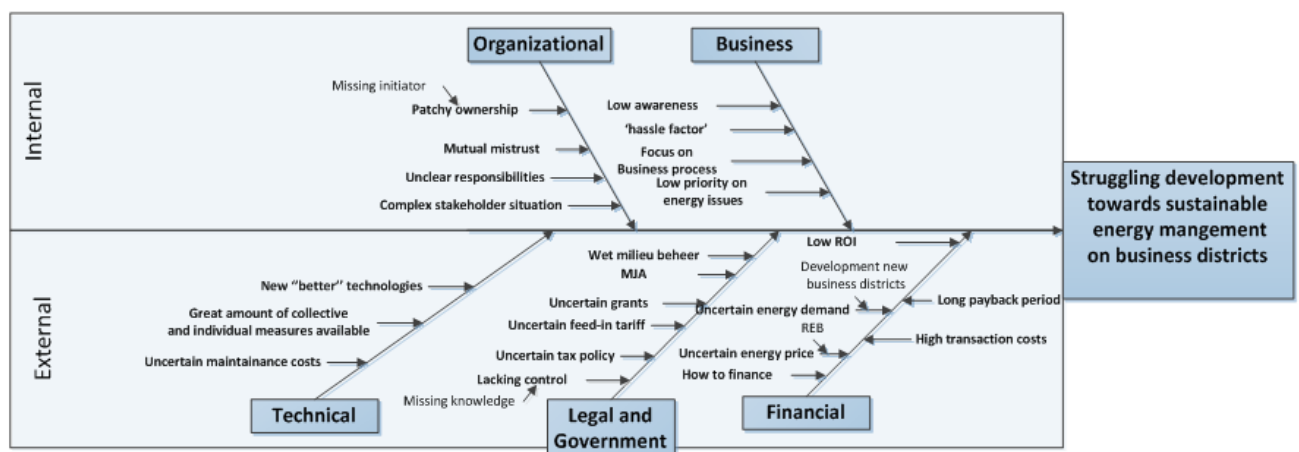 Internal
Organizational
Missing initiator
Patchy ownership
Mutual mistrust
Unclear responsibilities
Complex stakeholder situation
Business
Low awareness
‘hassle factor’
Focus on
Business process
Low priority on
energy issues
Struggling development
towards sustainable
energy mangement
on business districts
External
New “better” technologies
Great amount of collective
and individual measures available
Uncertain maintainance costs
Technical
Wet milieu beheer
MJA
Uncertain grants
Uncertain feed-in tariff
Uncertain tax policy
Lacking control
Missing knowledge
Legal and
Government
Low ROI
Development new
business districts
Uncertain energy demand
REB
Uncertain energy price
How to finance
Long payback period
High transaction costs
Financial